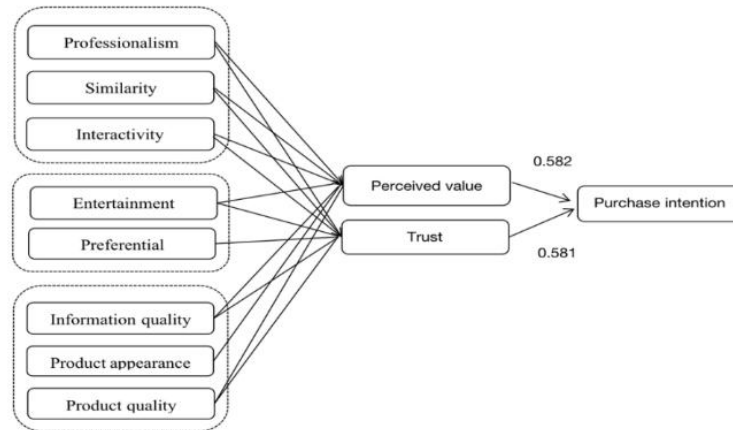 Professionalism
Similarity
Interactivity
Entertainment
Preferential
Information quality
Product appearance
Product quality
Perceived value
Trust
0.582
0.581
Purchase intention